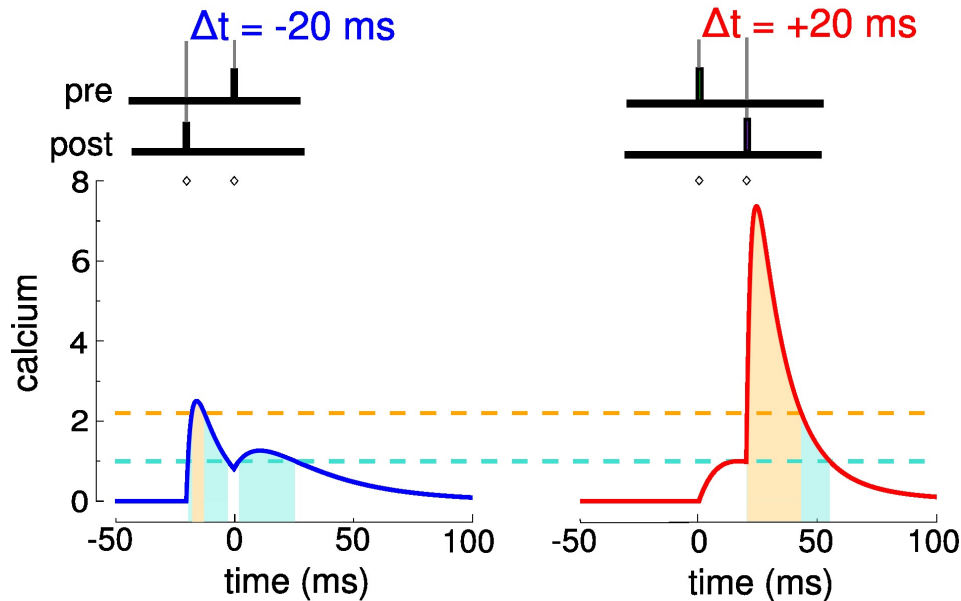 Δt = -20 ms
Δt = +20 ms
pre
post
8
6
4
2
0
calcium
-50 0 50 100
-50 0 50 100
time (ms)
time (ms)